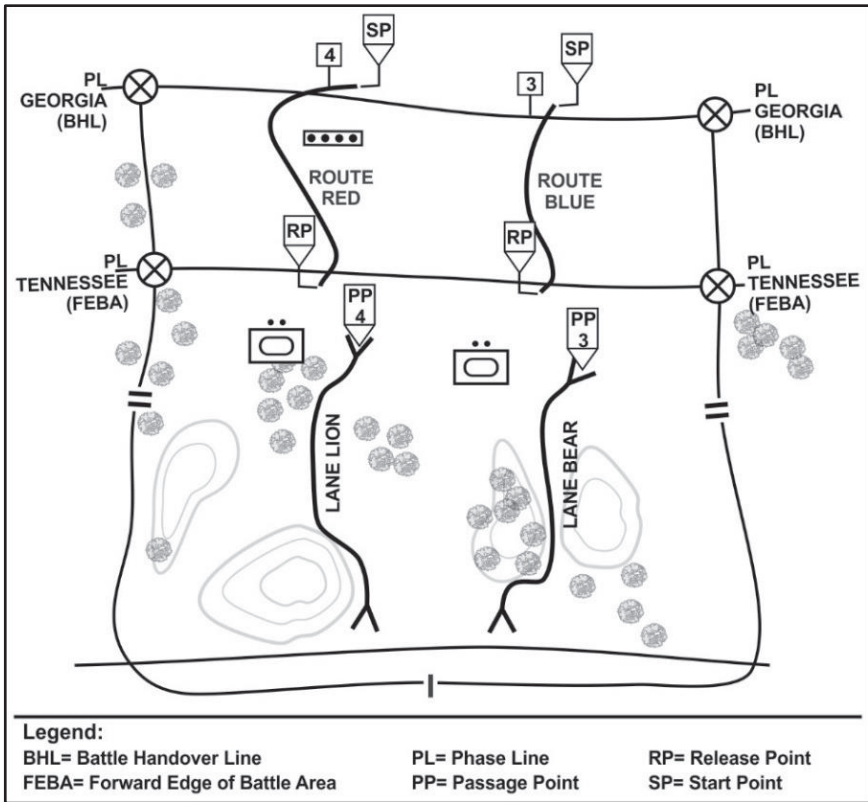 SP
4
SP
3
PL
GEORGIA
(BHL)
PL
GEORGIA
(BHL)
ROUTE
RED
ROUTE
BLUE
RP
RP
PL
TENNESSEE
(FEBA)
PL
TENNESSEE
(FEBA)
PP
4
PP
3
LANE LION
LANE BEAR
I
Legend:
BHL= Battle Handover Line
PL= Phase Line
RP= Release Point
FEBA= Forward Edge of Battle Area
PP= Passage Point
SP= Start Point